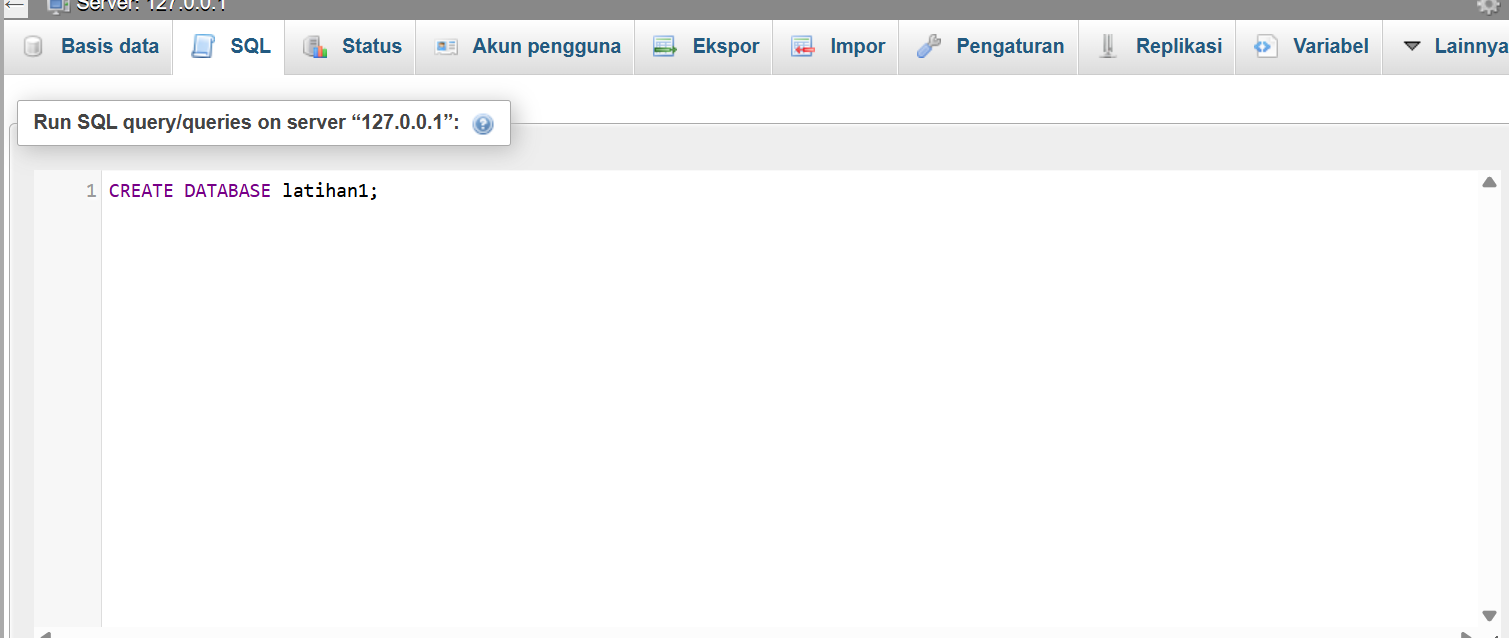 Server: 127.0.0.1
Basis data SQL Status Akun pengguna Ekspor Impor Pengaturan Replikasi Variabel Lainnya
Run SQL query/queries on server “127.0.0.1”:
1 CREATE DATABASE latihan1;